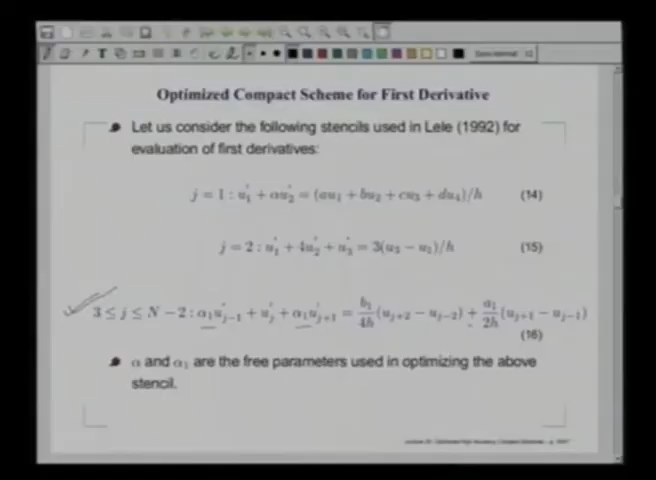 Optimized Compact Scheme for First Derivative
Let us consider the following stencils used in Lele (1992) for
evaluation of first derivatives:
j = 1 : u'₁ + αu'₂ = (au₁ + bu₂ + cu₃ + du₄)/h (14)
j = 2 : u'₁ + 4u'₂ + u'₃ = 3(u₃ − u₁)/h (15)
3 ≤ j ≤ N − 2 : α₁u'ⱼ₋₁ + u'ⱼ + α₁u'ⱼ₊₁ = b₁/4h (uⱼ₊₂ − uⱼ₋₂) + a₁/2h (uⱼ₊₁ − uⱼ₋₁)
(16)
α and α₁ are the free parameters used in optimizing the above
stencil.